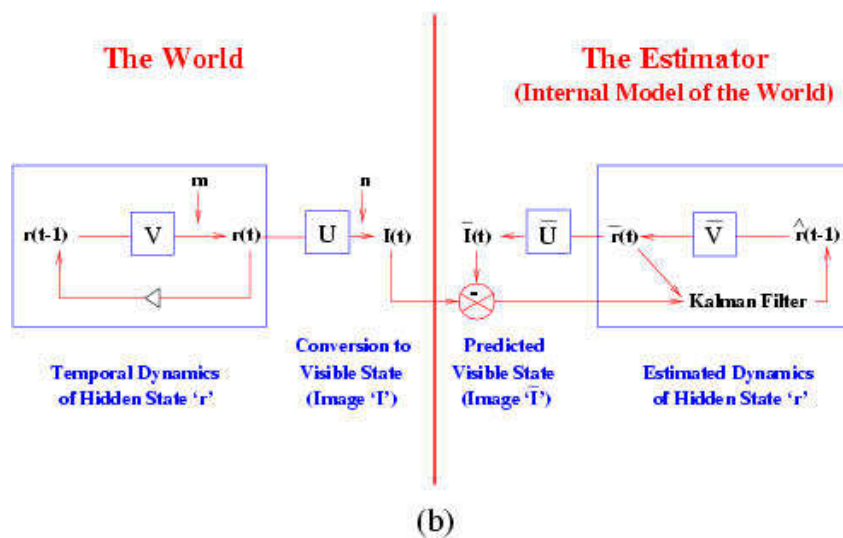 The World
The Estimator
(Internal Model of the World)
m
n
r(t-1)
V
r(t)
U
I(t)
I̅(t)
U̅
r̅(t)
V̅
r̂(t-1)
-
Kalman Filter
Temporal Dynamics
of Hidden State ‘r’
Conversion to
Visible State
(Image ‘I’)
Predicted
Visible State
(Image ‘I̅’)
Estimated Dynamics
of Hidden State ‘r’
(b)